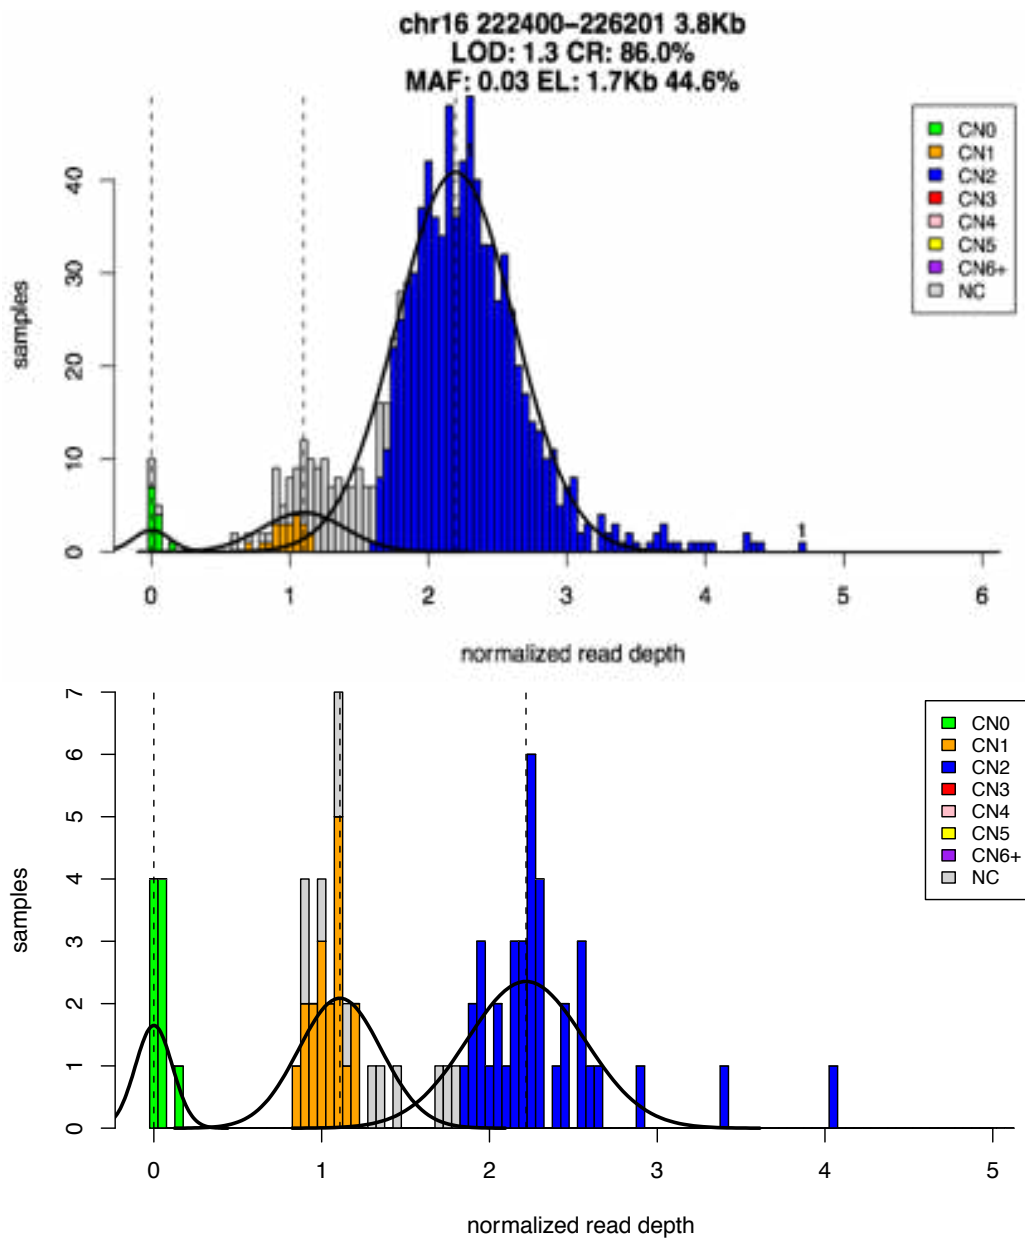 chr16 222400−226201 3.8Kb
LOD: 1.3 CR: 86.0%
MAF: 0.03 EL: 1.7Kb 44.6%
samples
40
30
20
10
0
1
CN0
CN1
CN2
CN3
CN4
CN5
CN6+
NC
0 1 2 3 4 5 6
normalized read depth
samples
7
6
5
4
3
2
1
0
CN0
CN1
CN2
CN3
CN4
CN5
CN6+
NC
0 1 2 3 4 5
normalized read depth